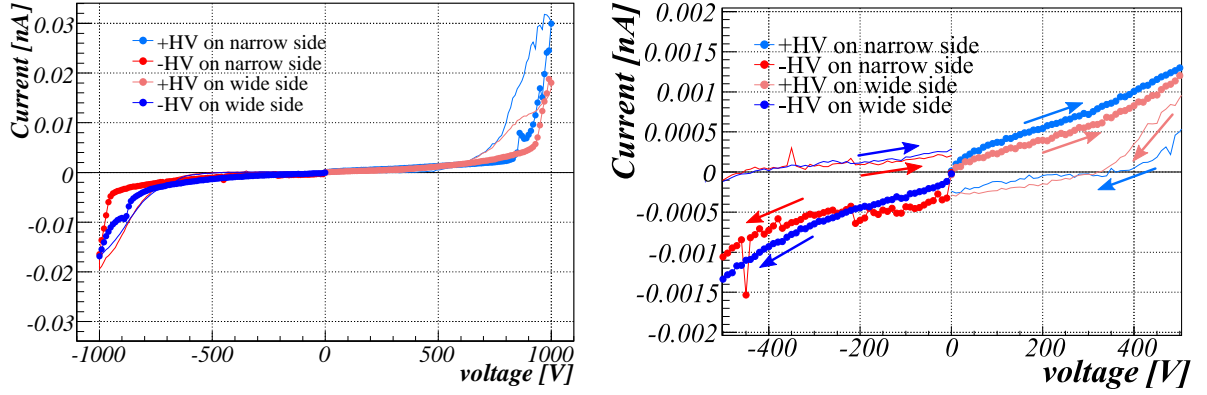 Current [nA]
0.03
0.02
0.01
0
-0.01
-0.02
-0.03
+HV on narrow side
-HV on narrow side
+HV on wide side
-HV on wide side
-1000
-500
0
500
1000
voltage [V]
Current [nA]
0.002
0.0015
0.001
0.0005
0
-0.0005
-0.001
-0.0015
-0.002
+HV on narrow side
-HV on narrow side
+HV on wide side
-HV on wide side
-400
-200
0
200
400
voltage [V]